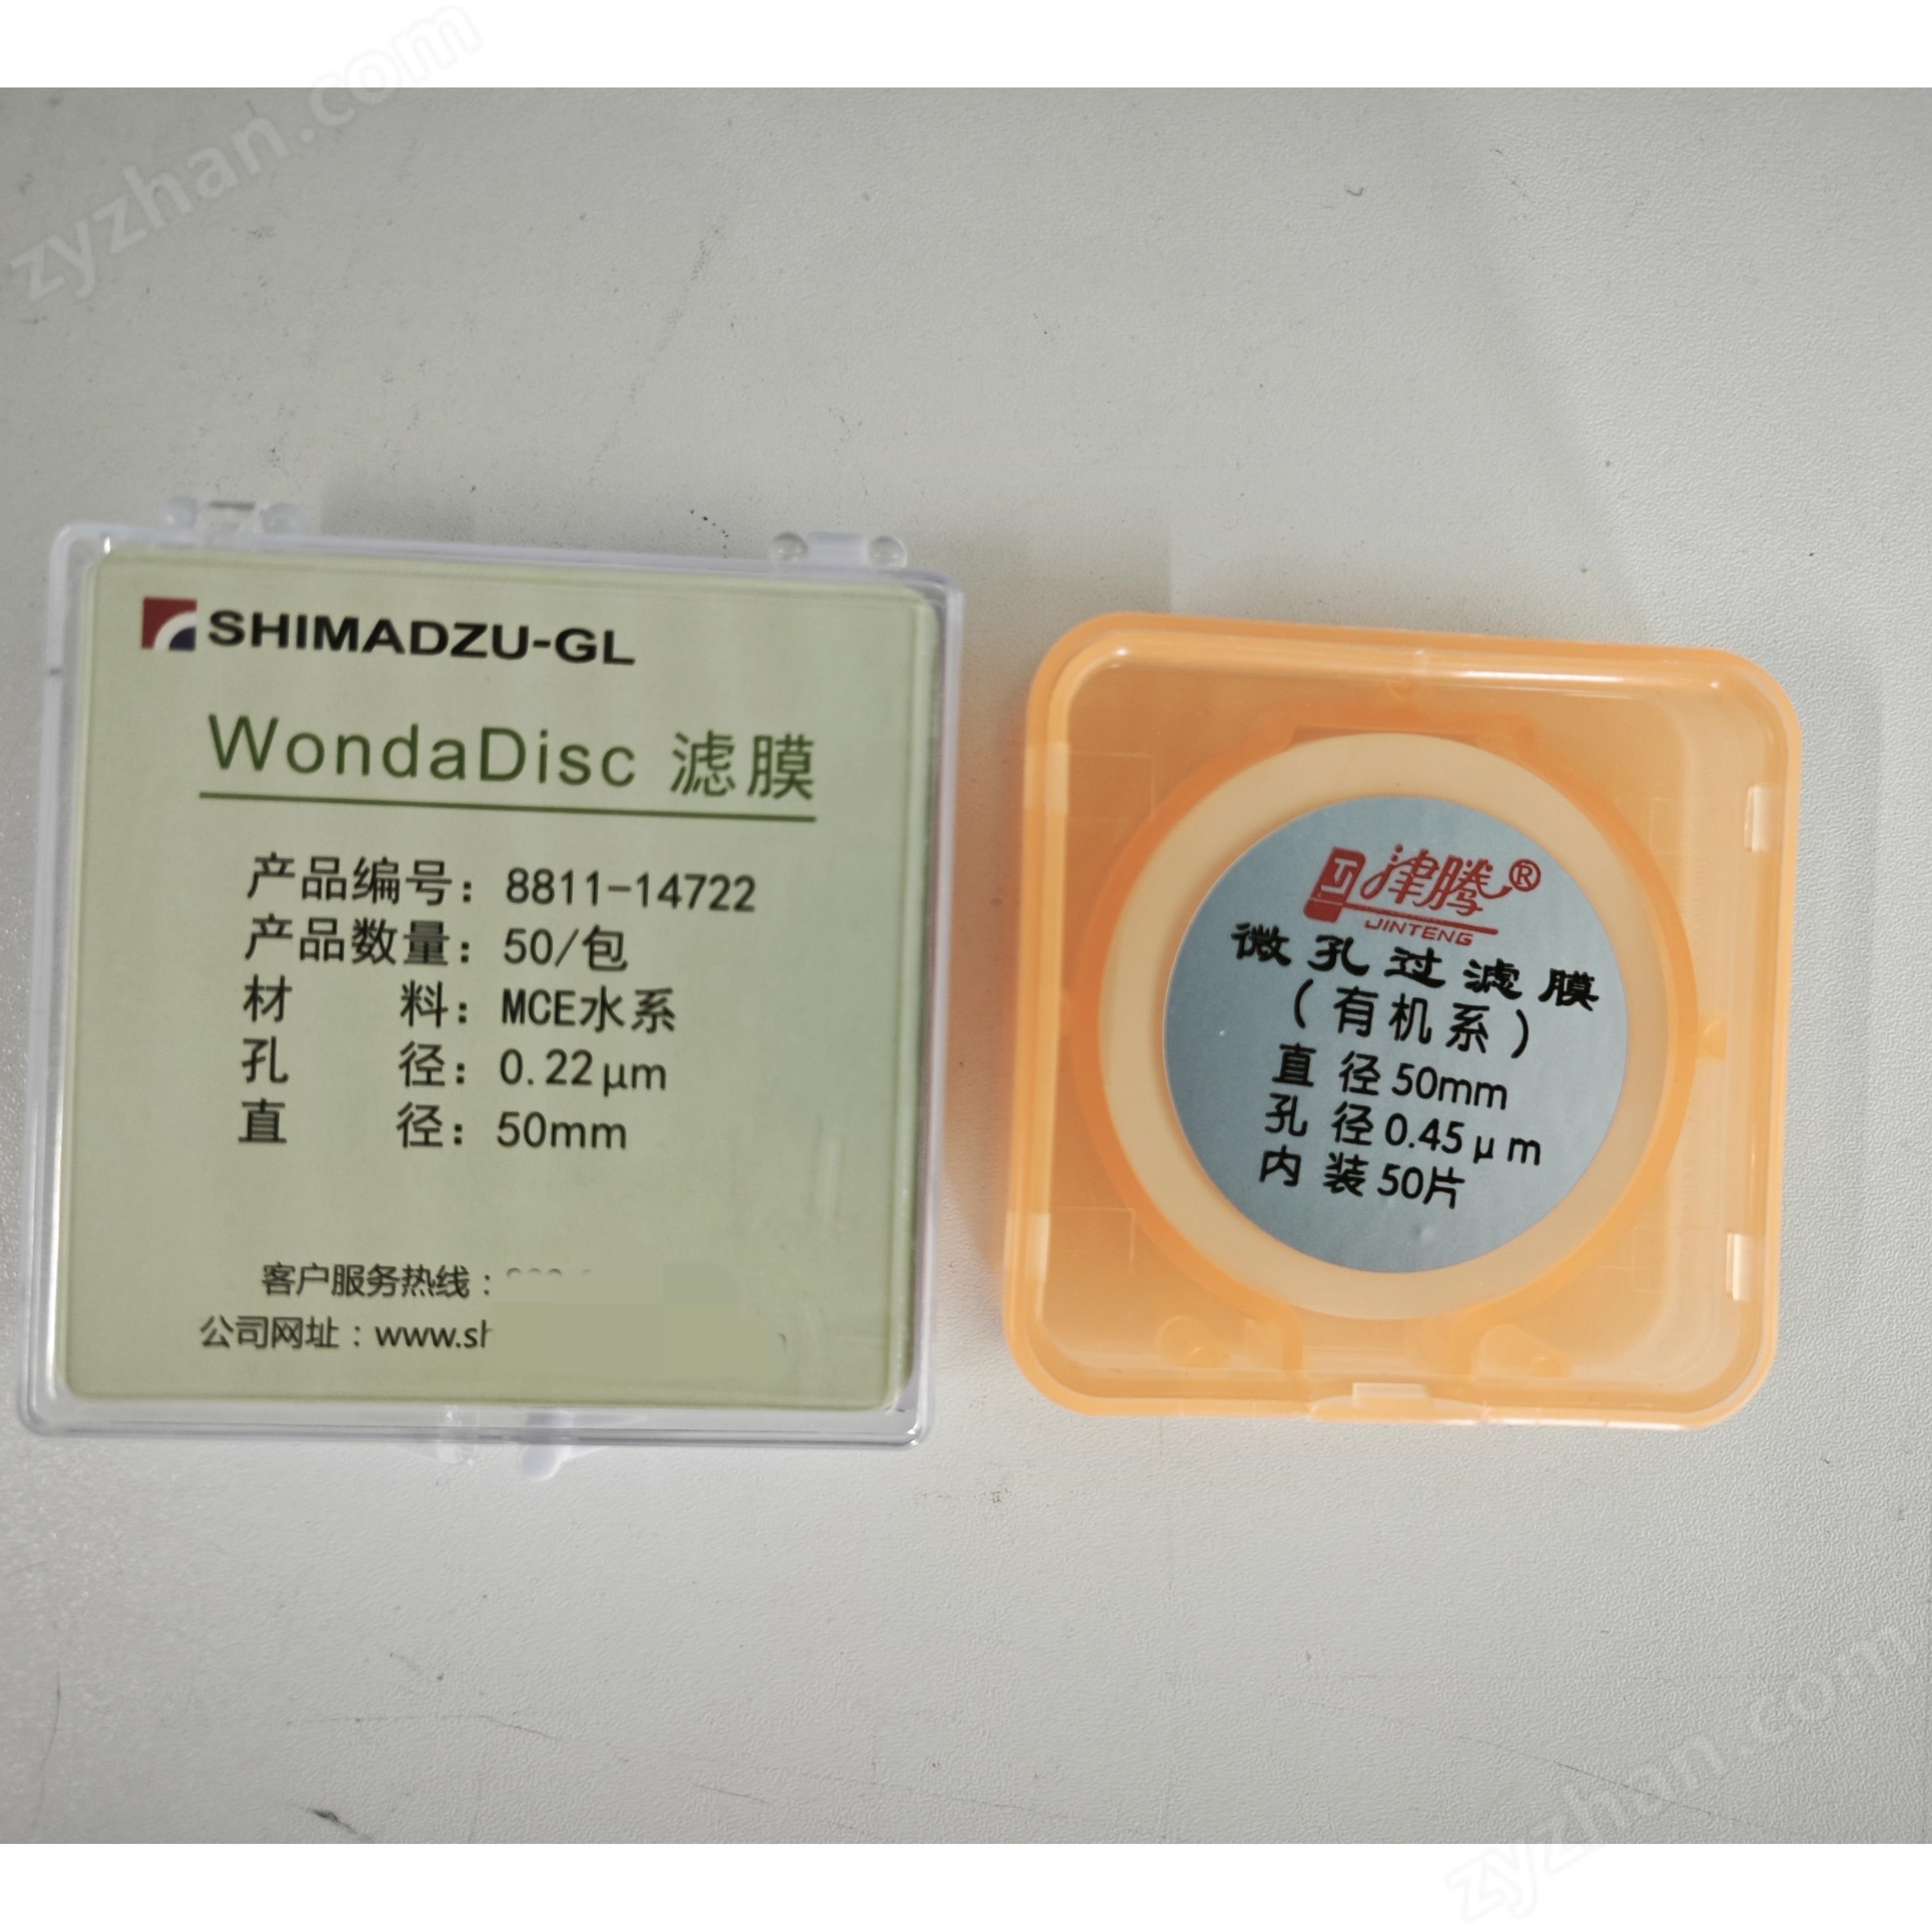 zyzhan.com
SHIMADZU-GL
WondaDisc 滤膜
产品编号：8811-14722
产品数量：50/包
材 料：MCE水系
孔 径：0.22μm
直 径：50mm
客户服务热线：
公司网址：www.sh
津腾®
JINTENG
微孔过滤膜
（有机系）
直 径 50mm
孔 径 0.45μm
内 装 50片
zyzhan.com